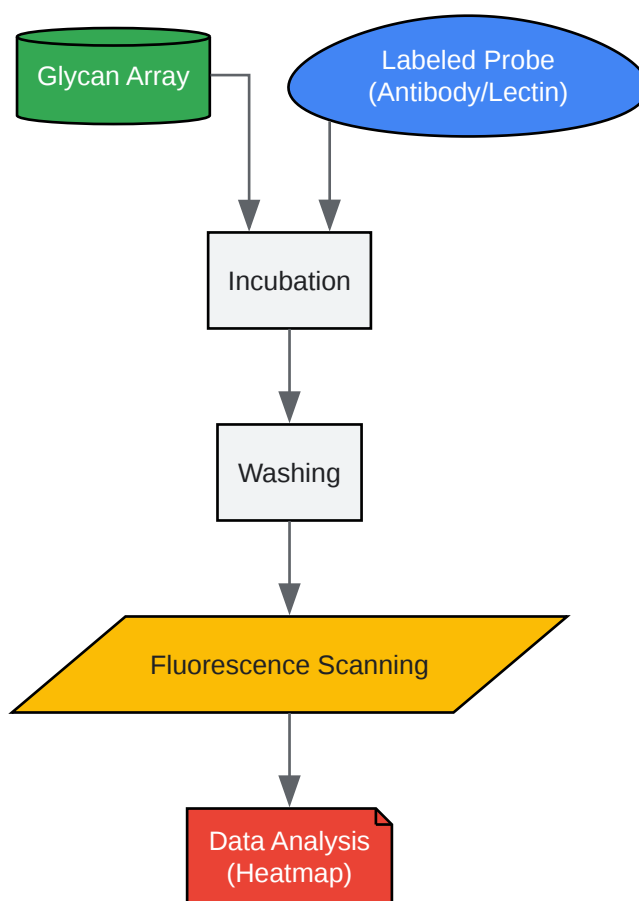 Glycan Array
Labeled Probe
(Antibody/Lectin)
Incubation
Washing
Fluorescence Scanning
Data Analysis
(Heatmap)